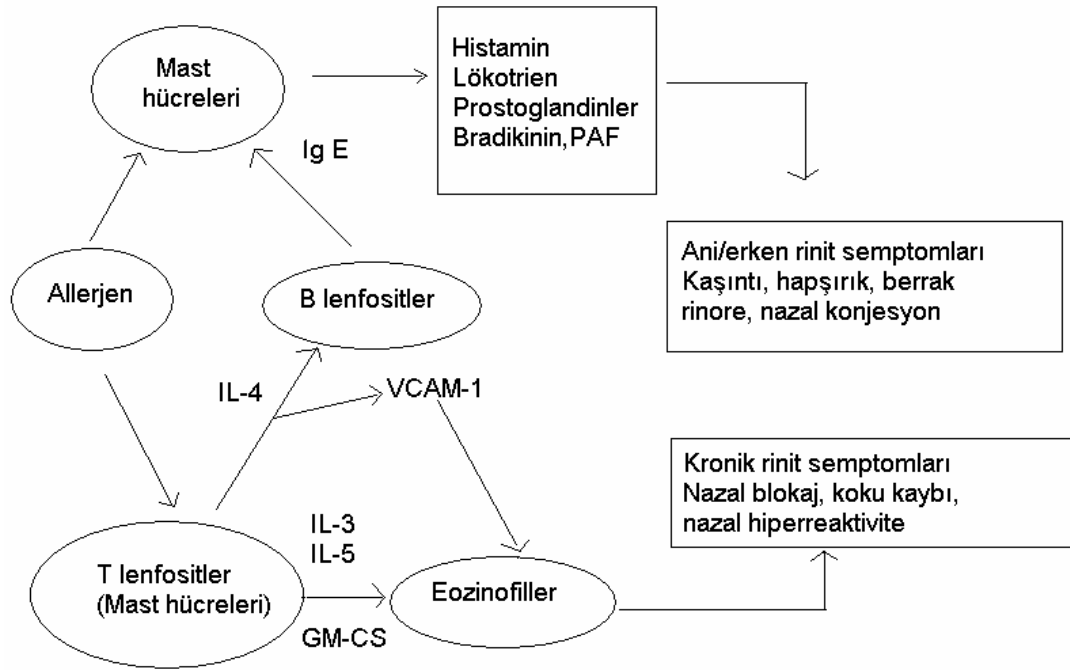 Mast
hücreleri
Histamin
Lökotrien
Prostoglandinler
Bradikinin,PAF
Ig E
Allerjen
B lenfositler
Ani/erken rinit semptomları
Kaşıntı, hapşırık, berrak
rinore, nazal konjesyon
IL-4
VCAM-1
Kronik rinit semptomları
Nazal blokaj, koku kaybı,
nazal hiperreaktivite
T lenfositler
(Mast hücreleri)
IL-3
IL-5
GM-CS
Eozinofiller